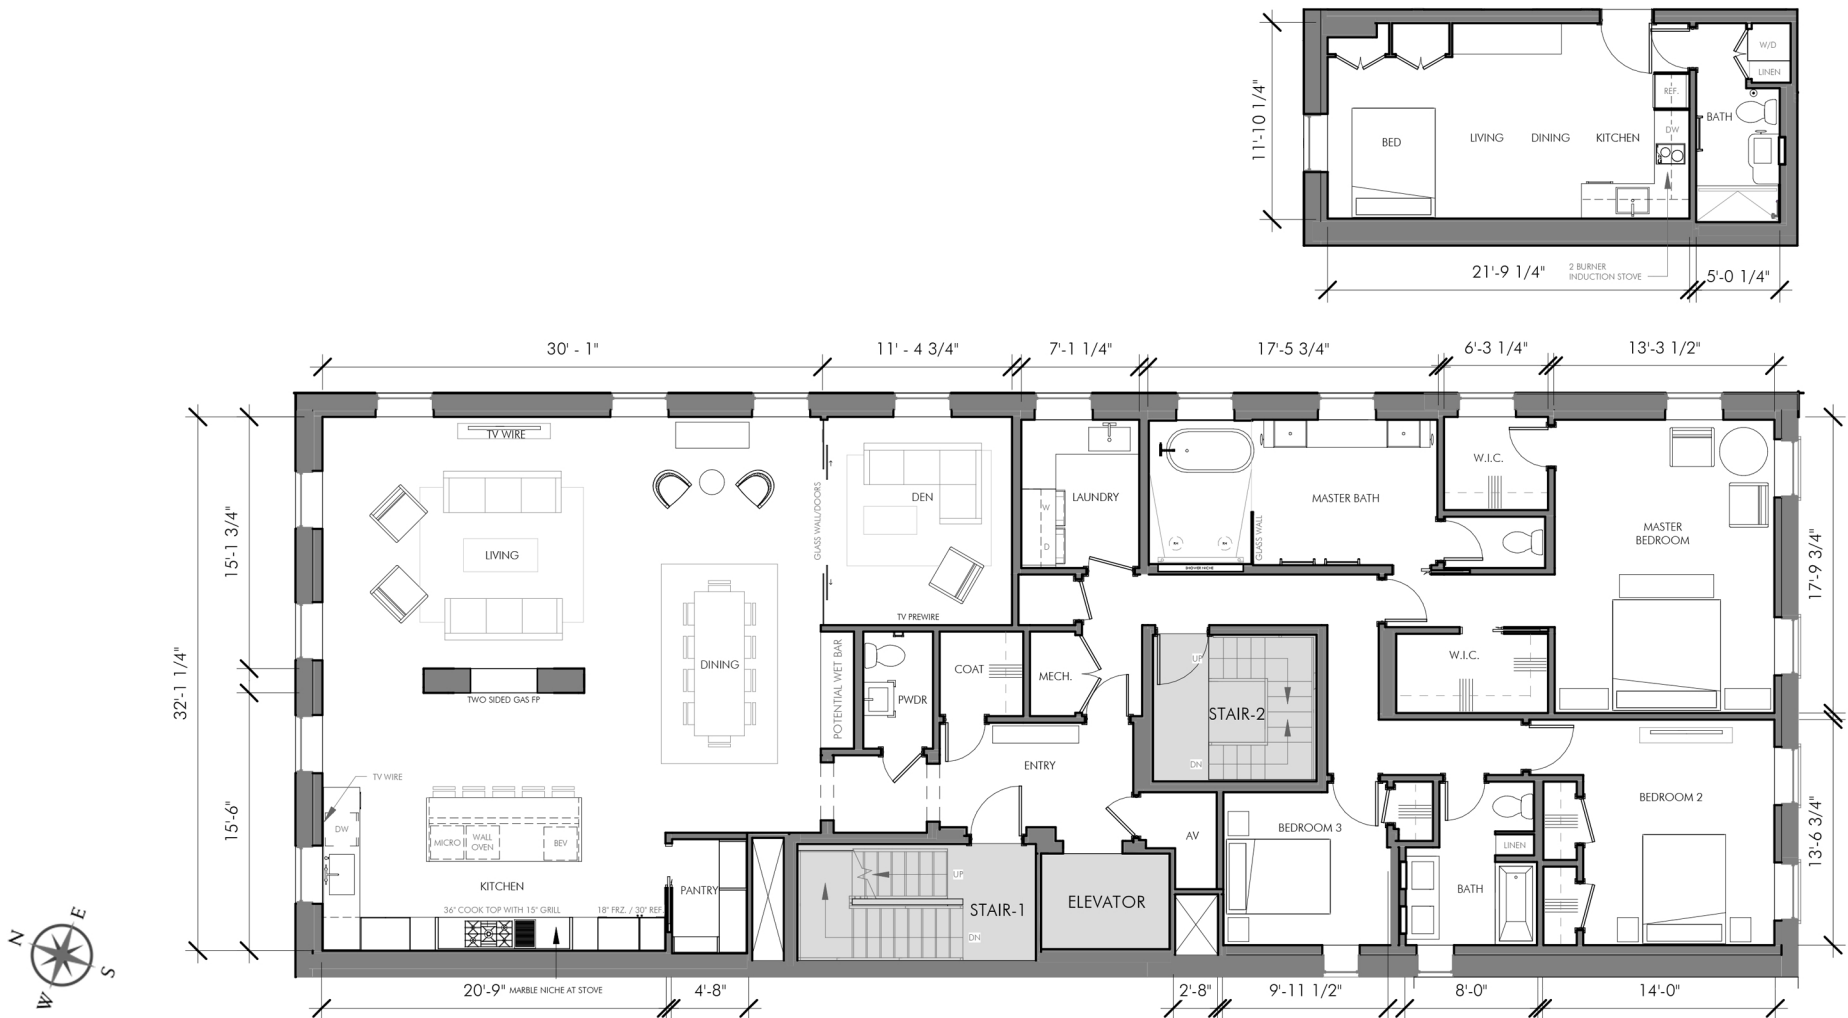 W/D
LINEN
REF.
BATH
DW
BED
LIVING
DINING
KITCHEN
11'-10 1/4"
21'-9 1/4"
2 BURNER
INDUCTION STOVE
5'-0 1/4"
30' - 1"
11' - 4 3/4"
7'-1 1/4"
17'-5 3/4"
6'-3 1/4"
13'-3 1/2"
TV WIRE
LIVING
GLASS WALL/DOORS
DEN
TV PREWIRE
LAUNDRY
W
D
MASTER BATH
GLASS WALL
SHOWER NICHE
W.I.C.
MASTER
BEDROOM
15'-1 3/4"
32'-1 1/4"
15'-6"
17'-9 3/4"
13'-6 3/4"
TWO SIDED GAS FP
DINING
POTENTIAL WET BAR
PWDR
COAT
MECH.
UP
STAIR-2
DN
W.I.C.
ENTRY
TV WIRE
DW
MICRO
WALL
OVEN
BEV
KITCHEN
36" COOK TOP WITH 15" GRILL
18" FRZ. / 30" REF.
PANTRY
UP
STAIR-1
DN
ELEVATOR
AV
BEDROOM 3
LINEN
BATH
BEDROOM 2
N
E
S
W
20'-9"
MARBLE NICHE AT STOVE
4'-8"
2'-8"
9'-11 1/2"
8'-0"
14'-0"